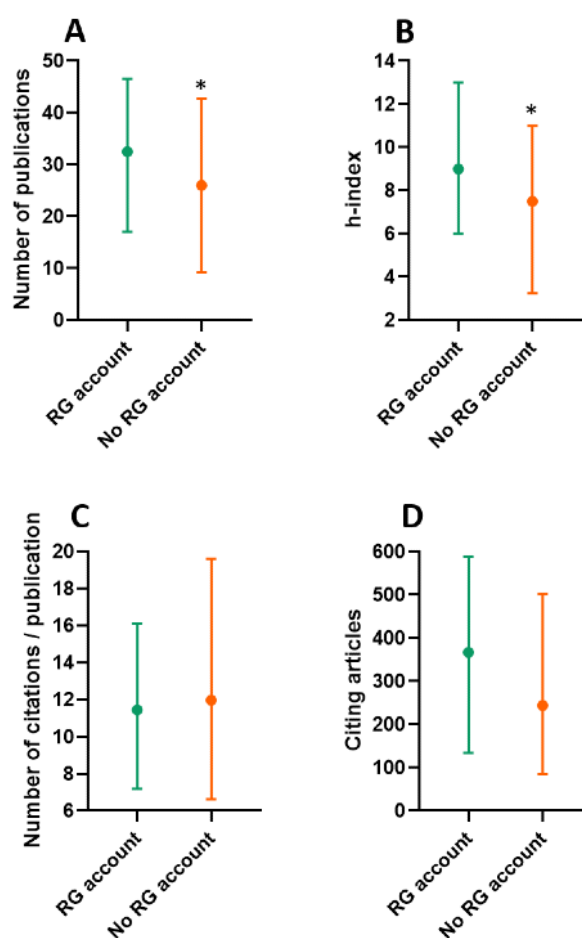 A
Number of publications
50
40
30
20
10
0
*
RG account
No RG account
B
h-index
14
12
10
8
6
4
2
*
RG account
No RG account
C
Number of citations / publication
20
18
16
14
12
10
8
6
RG account
No RG account
D
Citing articles
600
500
400
300
200
100
0
RG account
No RG account